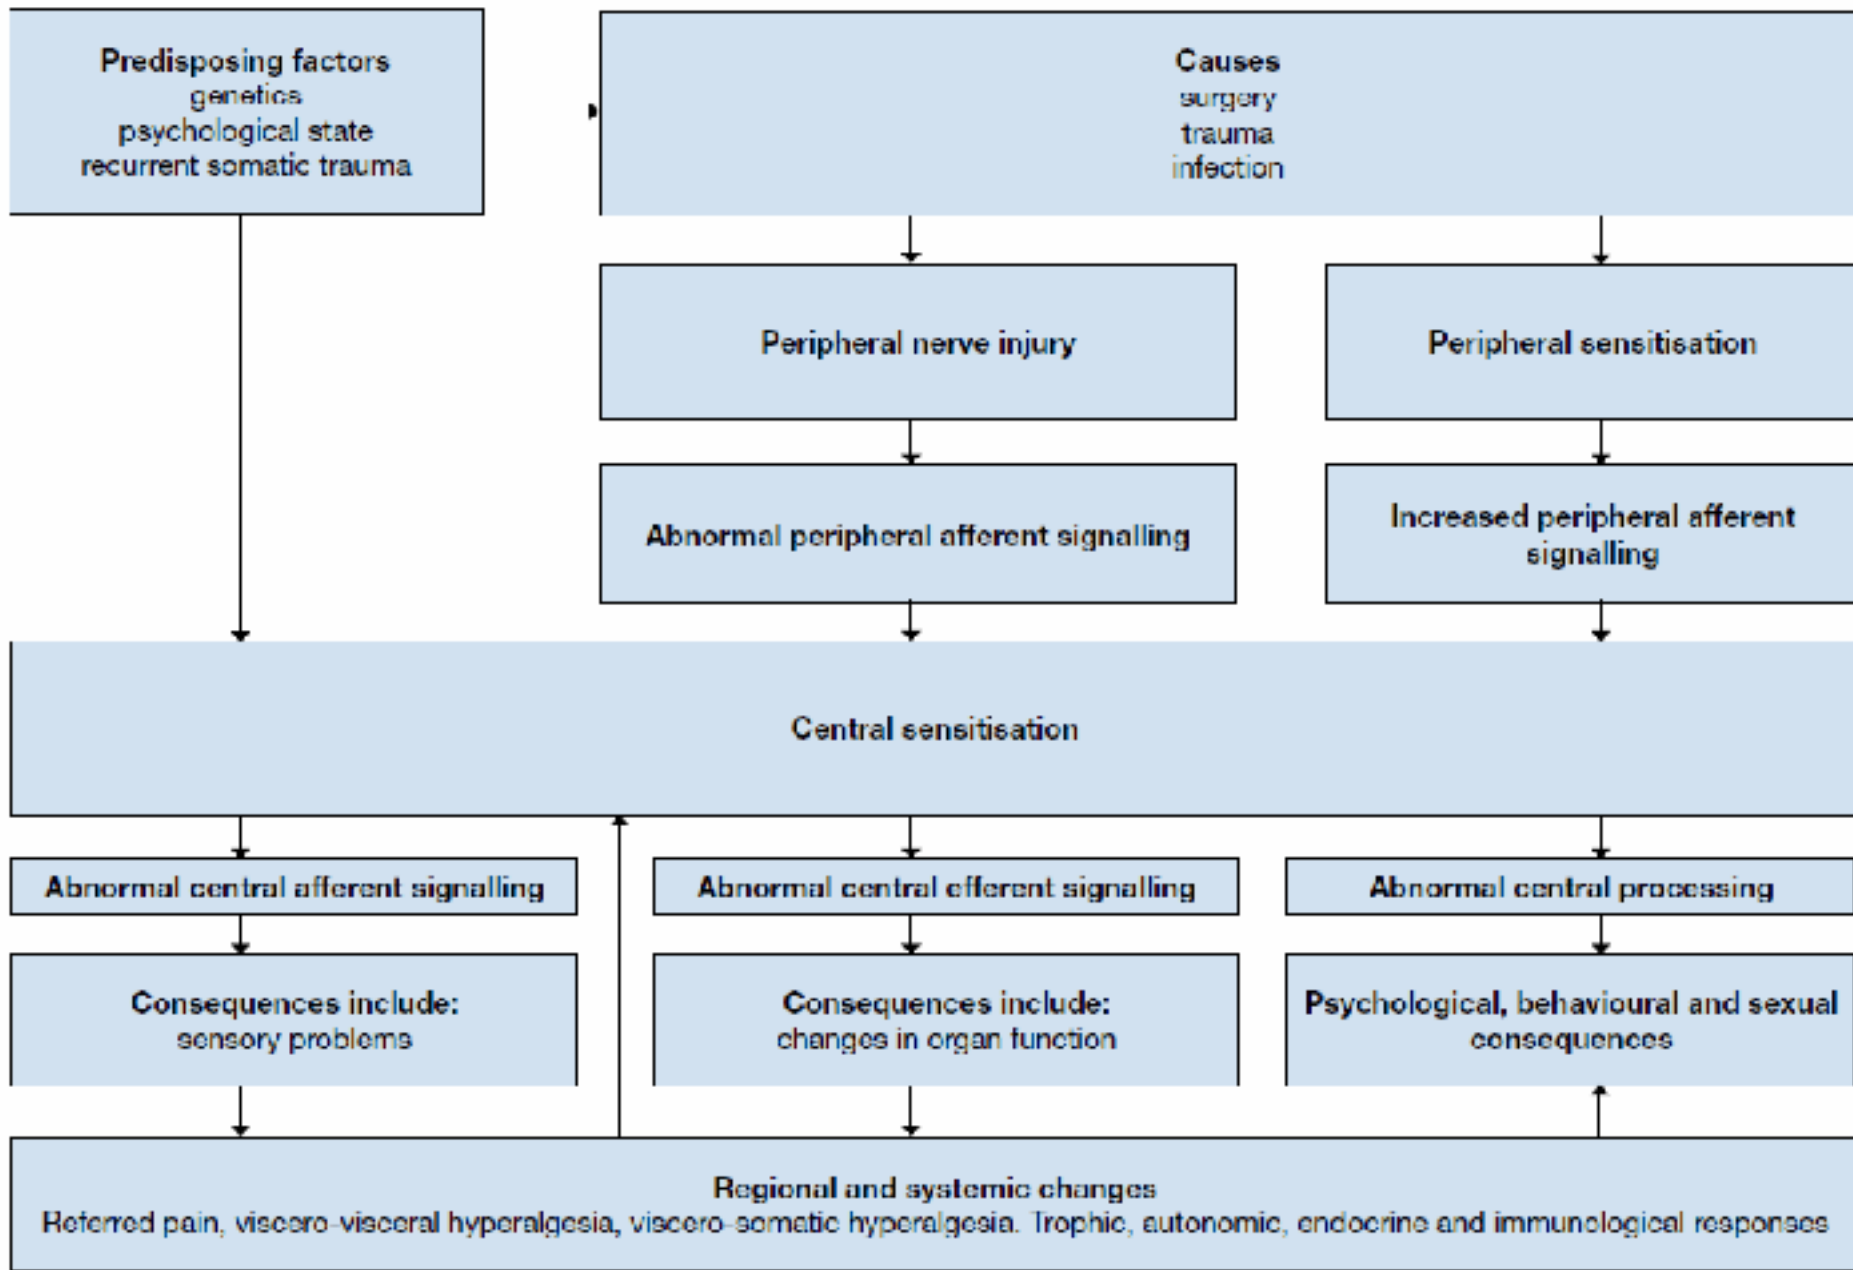 Predisposing factors
genetics
psychological state
recurrent somatic trauma
Causes
surgery
trauma
infection
Peripheral nerve injury
Peripheral sensitisation
Abnormal peripheral afferent signalling
Increased peripheral afferent
signalling
Central sensitisation
Abnormal central afferent signalling
Abnormal central efferent signalling
Abnormal central processing
Consequences include:
sensory problems
Consequences include:
changes in organ function
Psychological, behavioural and sexual
consequences
Regional and systemic changes
Referred pain, viscero-visceral hyperalgesia, viscero-somatic hyperalgesia. Trophic, autonomic, endocrine and immunological responses